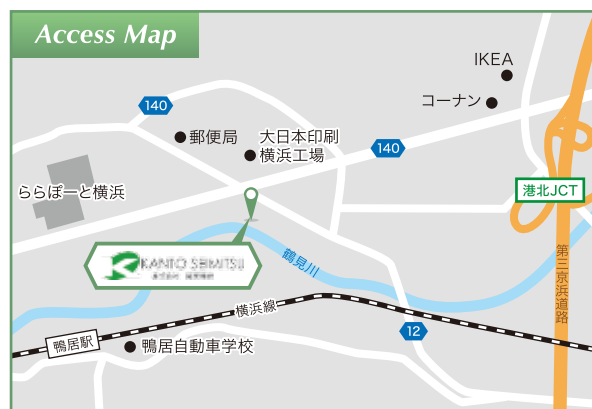 Access Map
IKEA
コーナン
140
郵便局
大日本印刷
横浜工場
140
ららぽーと横浜
港北JCT
KANTO SEIMITSU
鶴見川
第三京浜道路
横浜線
12
鴨居駅
鴨居自動車学校